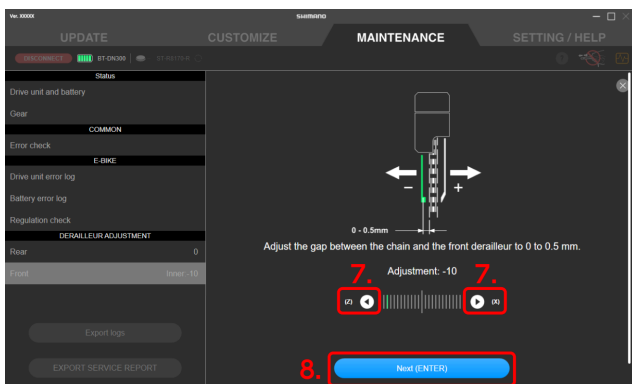 Ver. XXXXX
SHIMANO
UPDATE
CUSTOMIZE
MAINTENANCE
SETTING / HELP
DISCONNECT
BT-DN300
ST-R9170-R
Status
Drive unit and battery
Gear
COMMON
Error check
E-BIKE
Drive unit error log
Battery error log
Regulation check
DERAILLEUR ADJUSTMENT
Rear 0
Front Inner:-10
Export logs
EXPORT SERVICE REPORT
− +
0 - 0.5mm
Adjust the gap between the chain and the front derailleur to 0 to 0.5 mm.
7. Adjustment: -10 7.
(Z) (X)
8. Next (ENTER)